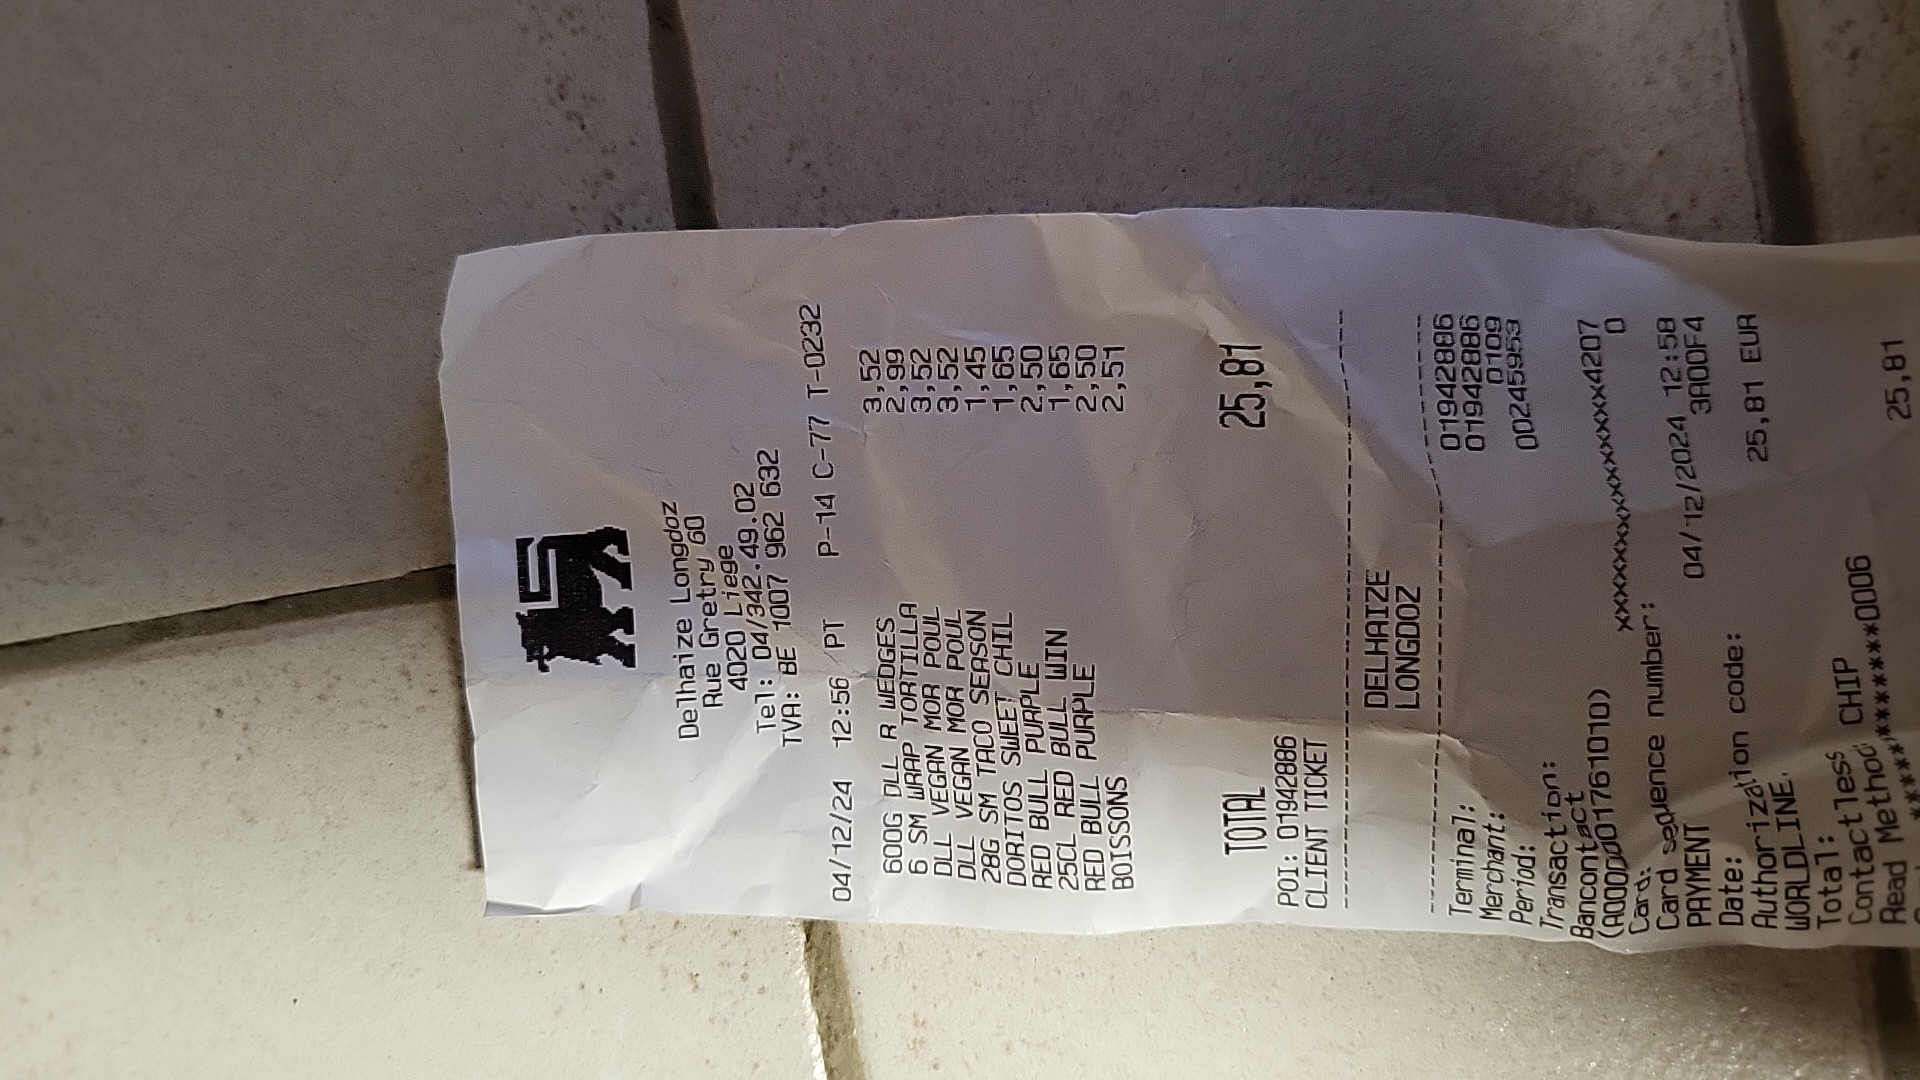 Delhaize Longdoz
Rue Gretry 60
4020 Liege
Tel: 04/342.49.02
TVA: BE 1007 962 632
04/12/24 12:56 PT P-14 C-77 T-0232
600G DLL R WEDGES 3,52
6 SM WRAP TORTILLA 2,99
DLL VEGAN MOR POUL 3,52
DLL VEGAN MOR POUL 3,52
28G SM TACO SEASON 1,45
DORITOS SWEET CHIL 1,65
RED BULL PURPLE 2,50
25CL RED BULL WIN 1,65
RED BULL PURPLE 2,50
BOISSONS 2,51
TOTAL 25,81
POI: 01942886
CLIENT TICKET
DELHAIZE
LONGDOZ
Terminal: 01942886
Merchant: 01942886
Period: 0109
Transaction: 00245953
Bancontact
(A0000001761010)
Card: xxxxxxxxxxxxxxx4207
Card sequence number: 0
PAYMENT
Date: 04/12/2024 12:58
Authorization code: 3A00F4
WORLDLINE
Total: 25,81 EUR
Contactless CHIP
Read Method
25,81